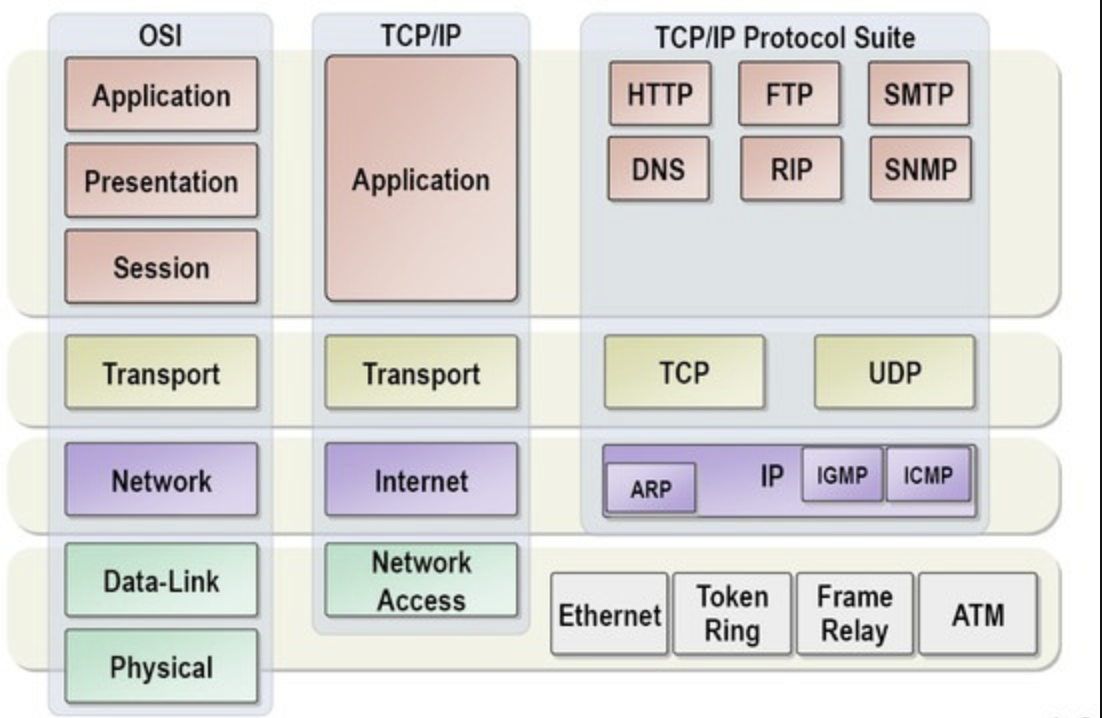 OSI
TCP/IP
TCP/IP Protocol Suite
Application
Presentation
Session
Application
HTTP
FTP
SMTP
DNS
RIP
SNMP
Transport
Transport
TCP
UDP
Network
Internet
ARP
IP
IGMP
ICMP
Data-Link
Physical
Network
Access
Ethernet
Token
Ring
Frame
Relay
ATM